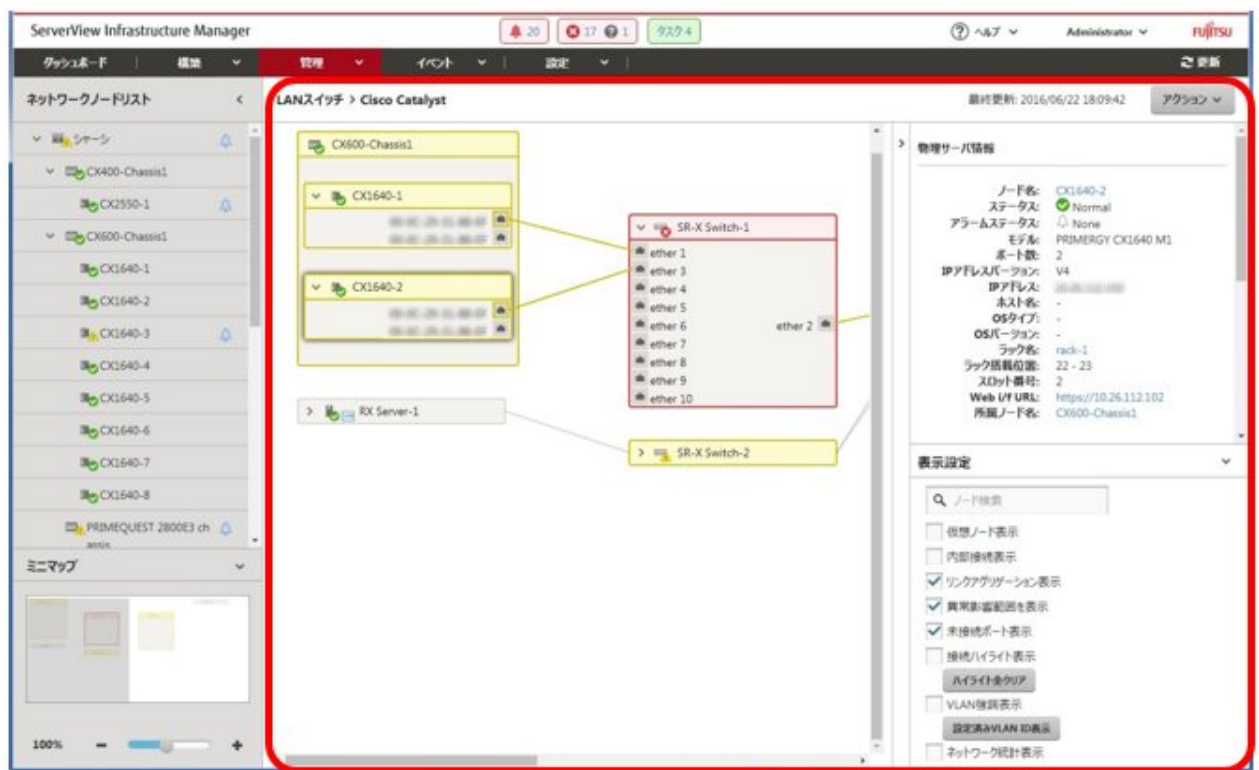 ServerView Infrastructure Manager
20
17
1
タスク 4
ヘルプ
Administrator
FUJITSU
ダッシュボード
構築
管理
イベント
設定
更新
ネットワークノードリスト
シャーシ
CX400-Chassis1
CX2550-1
CX600-Chassis1
CX1640-1
CX1640-2
CX1640-3
CX1640-4
CX1640-5
CX1640-6
CX1640-7
CX1640-8
PRIMEQUEST 2800E3 ch
assis
ミニマップ
100%
LANスイッチ > Cisco Catalyst
最終更新: 2016/06/22 18:09:42
アクション
CX600-Chassis1
CX1640-1
CX1640-2
RX Server-1
SR-X Switch-1
ether 1
ether 3
ether 4
ether 5
ether 6
ether 7
ether 8
ether 9
ether 10
ether 2
SR-X Switch-2
物理サーバ情報
ノード名: CX1640-2
ステータス: Normal
アラームステータス: None
モデル: PRIMERGY CX1640 M1
ポート数: 2
IPアドレスバージョン: V4
IPアドレス:
ホスト名: -
OSタイプ: -
OSバージョン: -
ラック名: rack-1
ラック搭載位置: 22 - 23
スロット番号: 2
Web i/f URL: https://10.26.112.102
所属ノード名: CX600-Chassis1
表示設定
ノード検索
仮想ノード表示
内部接続表示
リンクアグリゲーション表示
異常影響範囲を表示
未接続ポート表示
接続ハイライト表示
ハイライト全クリア
VLAN強調表示
設定済みVLAN ID表示
ネットワーク統計表示